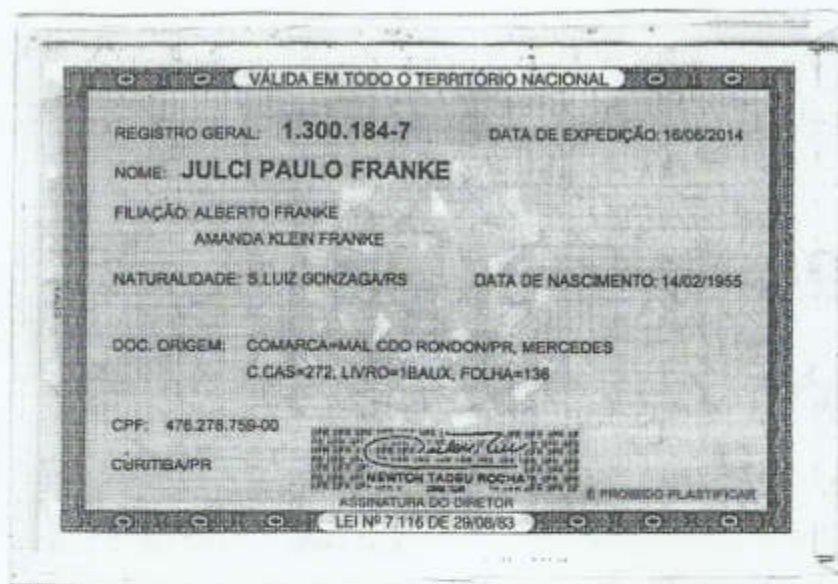 VÁLIDA EM TODO O TERRITÓRIO NACIONAL
REGISTRO GERAL: 1.300.184-7 DATA DE EXPEDIÇÃO: 16/06/2014
NOME: JULCI PAULO FRANKE
FILIAÇÃO: ALBERTO FRANKE
AMANDA KLEIN FRANKE
NATURALIDADE: S.LUIZ GONZAGA/RS DATA DE NASCIMENTO: 14/02/1955
DOC. ORIGEM: COMARCA=MAL CDO RONDON/PR, MERCEDES
C.CAS=272, LIVRO=1BAUX, FOLHA=136
CPF: 476.276.759-00
CURITIBA/PR
NEWTON TADEU ROCHA
DIRETOR
ASSINATURA DO DIRETOR
É PROIBIDO PLASTIFICAR
LEI Nº 7.116 DE 29/08/83